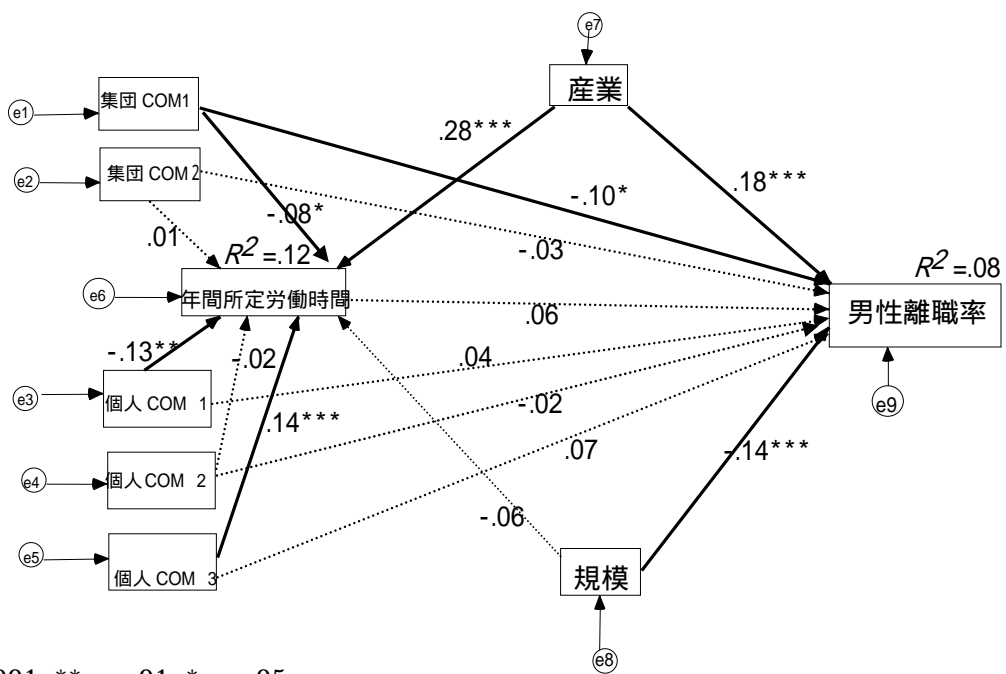 e7
産業
集団 COM1
e1
.28***
集団 COM 2
e2
-.10*
.18***
-.08*
.01
-.03
R² =.12
R² =.08
e6
年間所定労働時間
.06
男性離職率
-.13**
-.02
.04
e3
個人 COM 1
-.02
e9
.14***
.07
-.14***
e4
個人 COM 2
-.06
e5
個人 COM 3
規模
e8